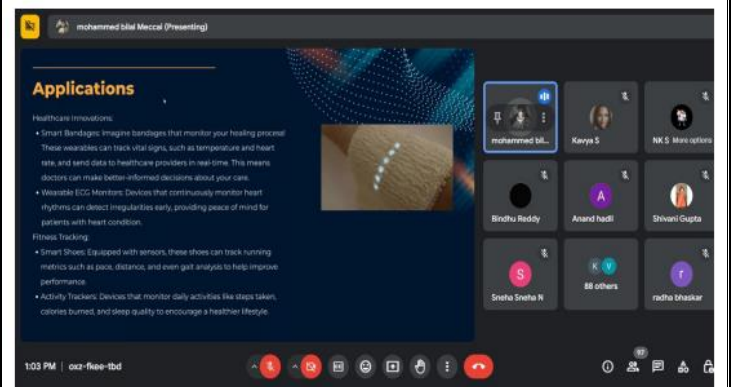 mohammed bilal Meccai (Presenting)
Applications
Healthcare Innovations:
• Smart Bandages: Imagine bandages that monitor your healing process!
These wearables can track vital signs, such as temperature and heart
rate, and send data to healthcare providers in real-time. This means
doctors can make better-informed decisions about your care.
• Wearable ECG Monitors: Devices that continuously monitor heart
rhythms can detect irregularities early, providing peace of mind for
patients with heart condition.
Fitness Tracking:
• Smart Shoes: Equipped with sensors, these shoes can track running
metrics such as pace, distance, and even gait analysis to help improve
performance.
• Activity Trackers: Devices that monitor daily activities like steps taken,
calories burned, and sleep quality to encourage a healthier lifestyle.
mohammed bil...
Kavya S
NK S More options
Bindhu Reddy
A
Anand hadli
Shivani Gupta
S
Sneha Sneha N
K V
88 others
r
radha bhaskar
1:03 PM | oxz-fkee-tbd
97